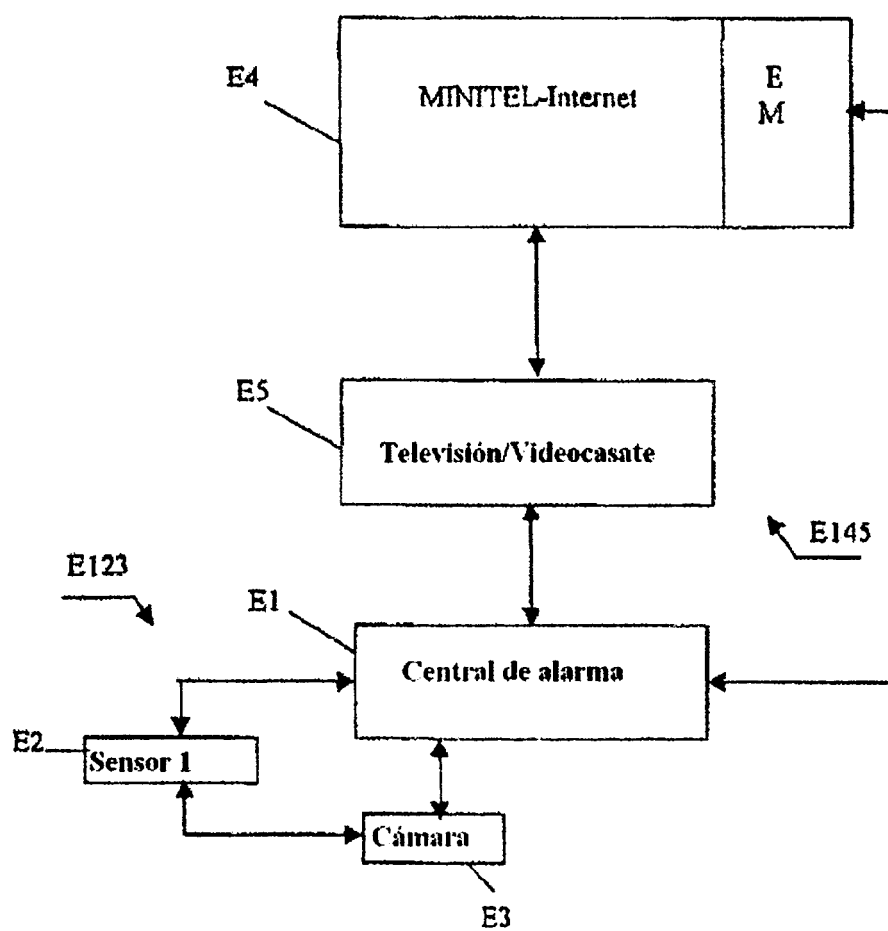 E4
MINITEL-Internet
E
M
E5
Televisión/Videocasate
E145
E123
E1
Central de alarma
E2
Sensor 1
Cámara
E3